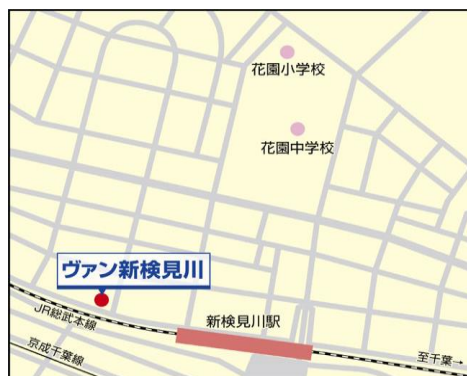 花園小学校
花園中学校
ヴァン新検見川
JR総武本線
新検見川駅
京成千葉線
至千葉→